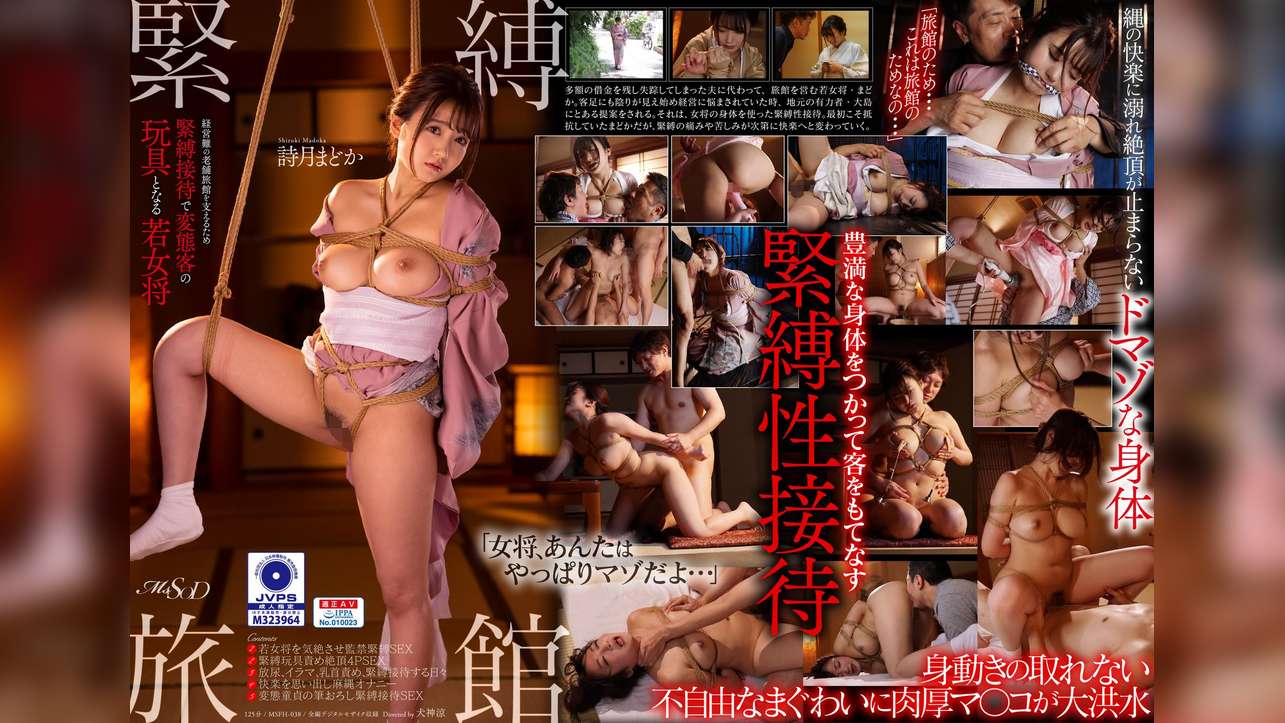 緊縛
旅館
経営難の老舗旅館を支えるため
緊縛接待で変態客の
玩具となる若女将
Shizuki Madoka
詩月まどか
M's SOD
JVPS
成人指定
M323964
適正AV
IPPA
No.010023
Contents
1 若女将を気絶させ監禁緊縛SEX
2 緊縛玩具責め絶頂4PSEX
3 放尿、イラマ、乳首責め、緊縛接待する日々
4 快楽を思い出し麻縄オナニー
5 変態童貞の筆おろし緊縛接待SEX
125分/MSFH-038/全編デジタルモザイク収録 Directed by 犬神涼
多額の借金を残し失踪してしまった夫に代わって、旅館を営む若女将・まど
か。客足にも陰りが見え始め経営に悩まされていた時、地元の有力者・大島
にとある提案をされる。それは、女将の身体を使った緊縛性接待。最初こそ抵
抗していたまどかだが、緊縛の痛みや苦しみが次第に快楽へと変わっていく。
「旅館のため…
これは旅館の
ためなの…」
縄の快楽に溺れ絶頂が止まらない
ドマゾな身体
豊満な身体をつかって客をもてなす
緊縛性接待
「女将、あんたは
やっぱりマゾだよ…」
身動きの取れない
不自由なまぐわいに肉厚マ◯コが大洪水